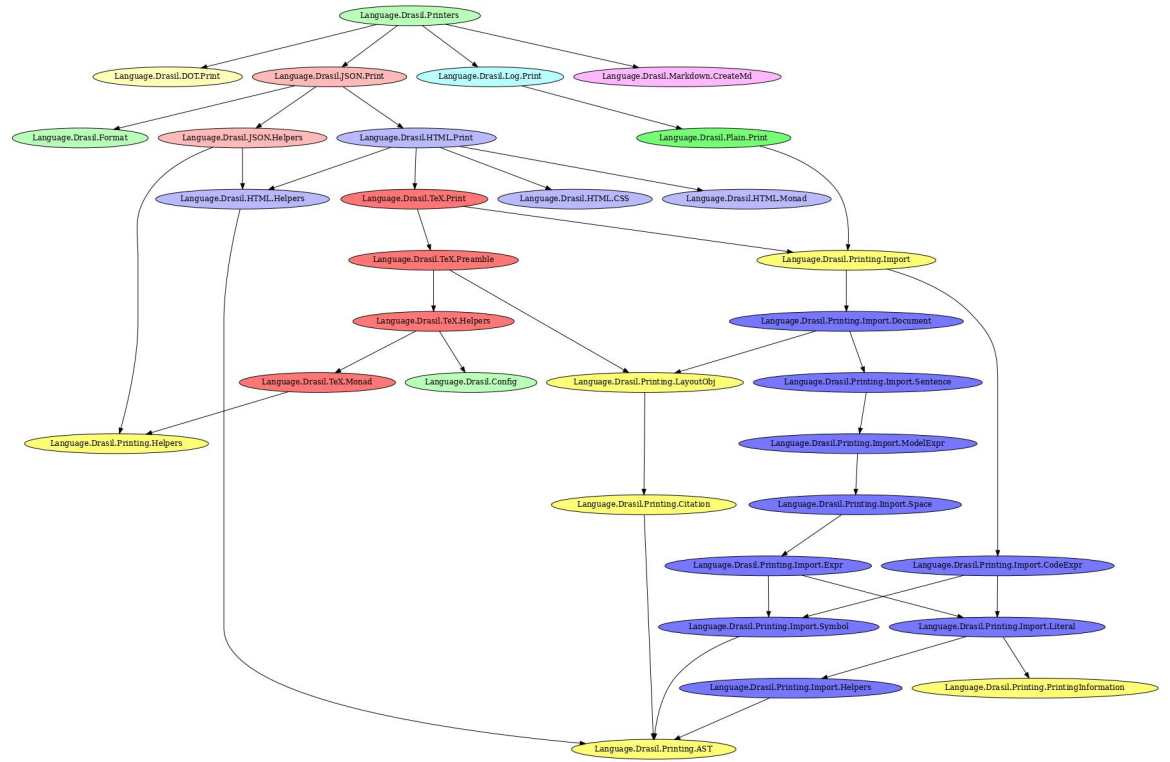 Language.Drasil.Printers
Language.Drasil.DOT.Print
Language.Drasil.JSON.Print
Language.Drasil.Log.Print
Language.Drasil.Markdown.CreateMd
Language.Drasil.Format
Language.Drasil.JSON.Helpers
Language.Drasil.HTML.Print
Language.Drasil.Plain.Print
Language.Drasil.HTML.Helpers
Language.Drasil.TeX.Print
Language.Drasil.HTML.CSS
Language.Drasil.HTML.Monad
Language.Drasil.TeX.Preamble
Language.Drasil.Printing.Import
Language.Drasil.TeX.Helpers
Language.Drasil.Printing.Import.Document
Language.Drasil.TeX.Monad
Language.Drasil.Config
Language.Drasil.Printing.LayoutObj
Language.Drasil.Printing.Import.Sentence
Language.Drasil.Printing.Helpers
Language.Drasil.Printing.Import.ModelExpr
Language.Drasil.Printing.Citation
Language.Drasil.Printing.Import.Space
Language.Drasil.Printing.Import.Expr
Language.Drasil.Printing.Import.CodeExpr
Language.Drasil.Printing.Import.Symbol
Language.Drasil.Printing.Import.Literal
Language.Drasil.Printing.Import.Helpers
Language.Drasil.Printing.PrintingInformation
Language.Drasil.Printing.AST